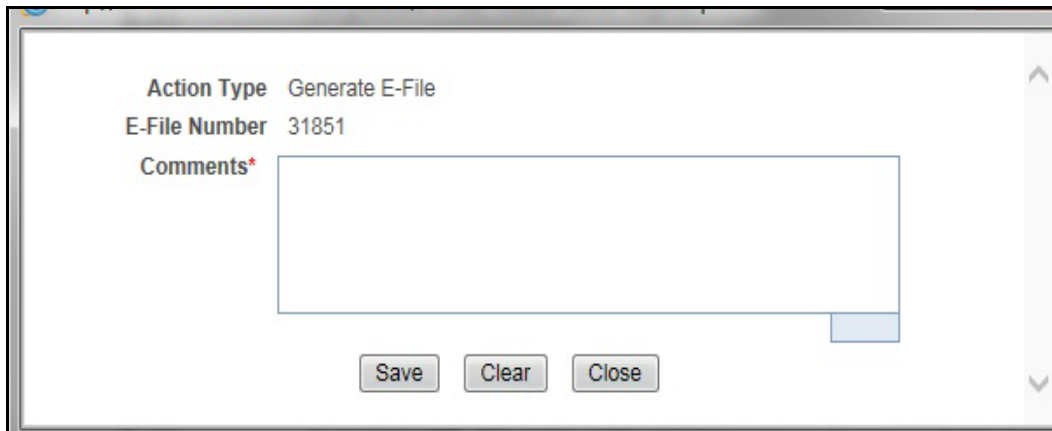 Action Type Generate E-File
E-File Number 31851
Comments*
Save Clear Close